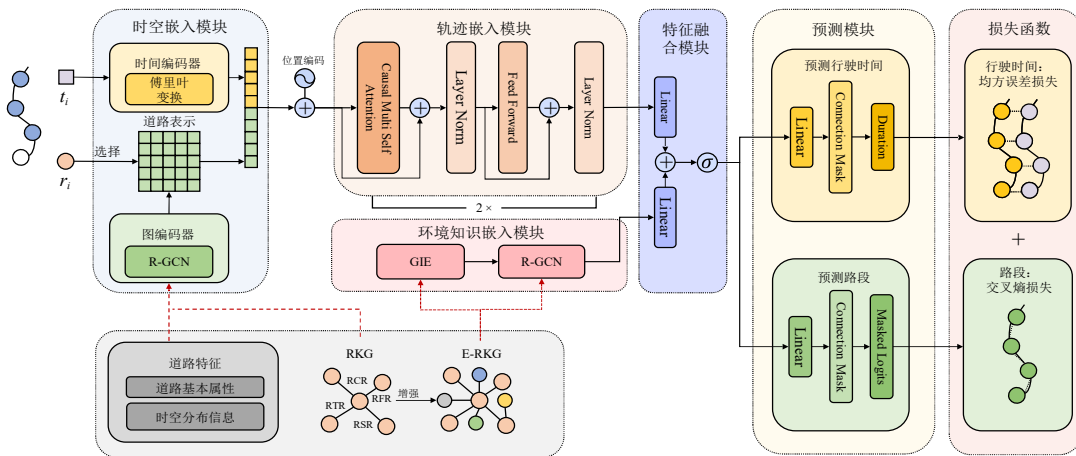 时空嵌入模块
时间编码器
傅里叶
变换
t_i
道路表示
选择
r_i
图编码器
R-GCN
位置编码
轨迹嵌入模块
Causal Multi Self
Attention
Layer Norm
Feed Forward
Layer Norm
2 ×
环境知识嵌入模块
GIE
R-GCN
特征融
合模块
Linear
Linear
σ
预测模块
预测行驶时间
Linear
Connection Mask
Duration
预测路段
Linear
Connection Mask
Masked Logits
损失函数
行驶时间:
均方误差损失
+
路段:
交叉熵损失
道路特征
道路基本属性
时空分布信息
RKG
RCR
RFR
RTR
RSR
增强
E-RKG